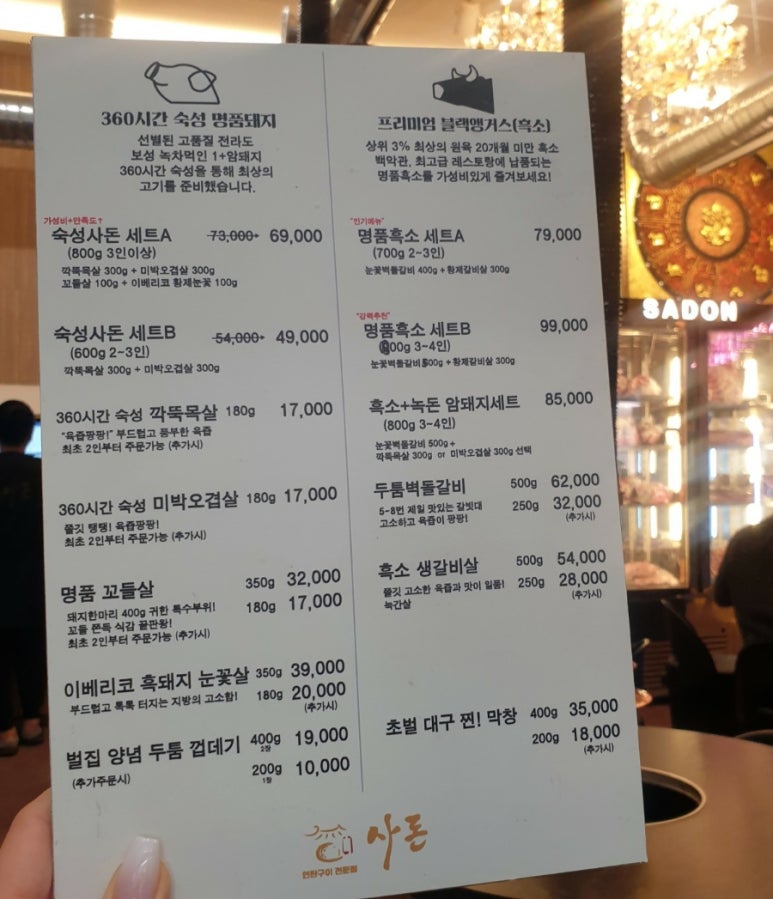 360시간 숙성 명품돼지
선별된 고품질 전라도
보성 녹차먹인 1+암돼지
360시간 숙성을 통해 최상의
고기를 준비했습니다.
가성비+만족도↑
숙성사돈 세트A 73,000 69,000
(800g 3인이상)
깍뚝목살 300g + 미박오겹살 300g
꼬들살 100g + 이베리코 황제눈꽃 100g
숙성사돈 세트B 54,000 49,000
(600g 2~3인)
깍뚝목살 300g + 미박오겹살 300g
360시간 숙성 깍뚝목살 180g 17,000
"육즙팡팡!" 부드럽고 풍부한 육즙
최초 2인부터 주문가능 (추가시)
360시간 숙성 미박오겹살 180g 17,000
쫄깃 탱탱! 육즙팡팡!
최초 2인부터 주문가능 (추가시)
명품 꼬들살 350g 32,000
돼지한마리 400g 귀한 특수부위! 180g 17,000
꼬들 쫀득 식감 끝판왕!
최초 2인부터 주문가능 (추가시)
이베리코 흑돼지 눈꽃살 350g 39,000
부드럽고 톡톡 터지는 지방의 고소함! 180g 20,000
(추가시)
벌집 양념 두툼 껍데기 400g 19,000
2장
(추가주문시) 200g 10,000
1장
프리미엄 블랙앵거스(흑소)
상위 3% 최상의 원육 20개월 미만 흑소
백악관, 최고급 레스토랑에 납품되는
명품흑소를 가성비있게 즐겨보세요!
"인기메뉴"
명품흑소 세트A 79,000
(700g 2~3인)
눈꽃벽돌갈비 400g + 황제갈비살 300g
"강력추천"
명품흑소 세트B 99,000
00g 3~4인)
눈꽃벽돌갈비 500g + 황제갈비살 300g
흑소+녹돈 암돼지세트 85,000
(800g 3~4인)
눈꽃벽돌갈비 500g +
깍뚝목살 300g or 미박오겹살 300g 선택
두툼벽돌갈비 500g 62,000
5~8번 제일 맛있는 갈빗대 250g 32,000
고소하고 육즙이 팡팡! (추가시)
흑소 생갈비살 500g 54,000
쫄깃 고소한 육즙과 맛이 일품! 250g 28,000
늑간살 (추가시)
초벌 대구 찐! 막창 400g 35,000
200g 18,000
(추가시)
사돈
연탄구이 전문점
SADON